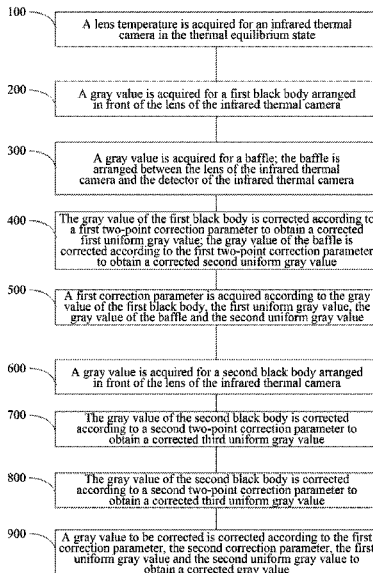 100
A lens temperature is acquired for an infrared thermal
camera in the thermal equilibrium state
200
A gray value is acquired for a first black body arranged
in front of the lens of the infrared thermal camera
300
A gray value is acquired for a baffle; the baffle is
arranged between the lens of the infrared thermal
camera and the detector of the infrared thermal camera
400
The gray value of the first black body is corrected according to
a first two-point correction parameter to obtain a corrected
first uniform gray value; the gray value of the baffle is
corrected according to the first two-point correction parameter
to obtain a corrected second uniform gray value
500
A first correction parameter is acquired according to the gray
value of the first black body, the first uniform gray value, the
gray value of the baffle and the second uniform gray value
600
A gray value is acquired for a second black body arranged
in front of the lens of the infrared thermal camera
700
The gray value of the second black body is corrected
according to a second two-point correction parameter to
obtain a corrected third uniform gray value
800
The gray value of the second black body is corrected
according to a second two-point correction parameter to
obtain a corrected third uniform gray value
900
A gray value to be corrected is corrected according to the first
correction parameter, the second correction parameter, the first
uniform gray value and the second uniform gray value to
obtain a corrected gray value